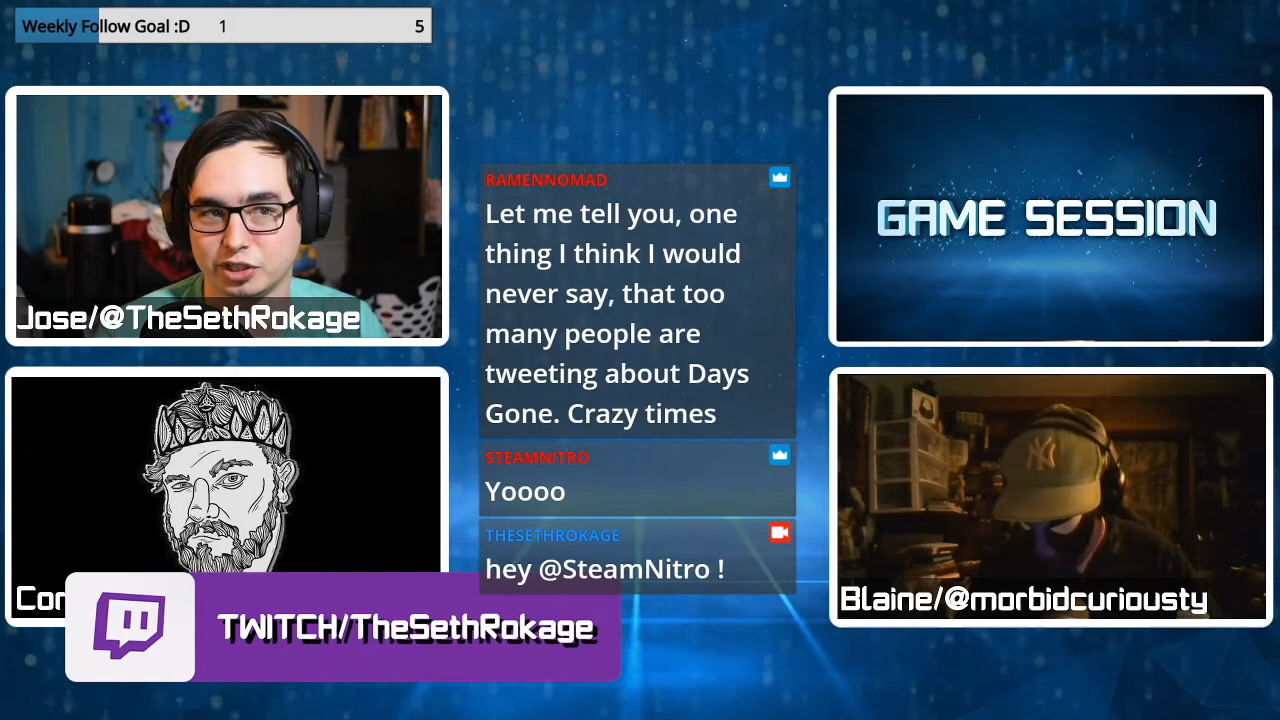 Weekly Follow Goal :D 1 5
Jose/@TheSethRokage
RAMENNOMAD
Let me tell you, one
thing I think I would
never say, that too
many people are
tweeting about Days
Gone. Crazy times
STEAMNITRO
Yoooo
THESETHROKAGE
hey @SteamNitro !
GAME SESSION
NY
Blaine/@morbidcuriousty
TWITCH/TheSethRokage